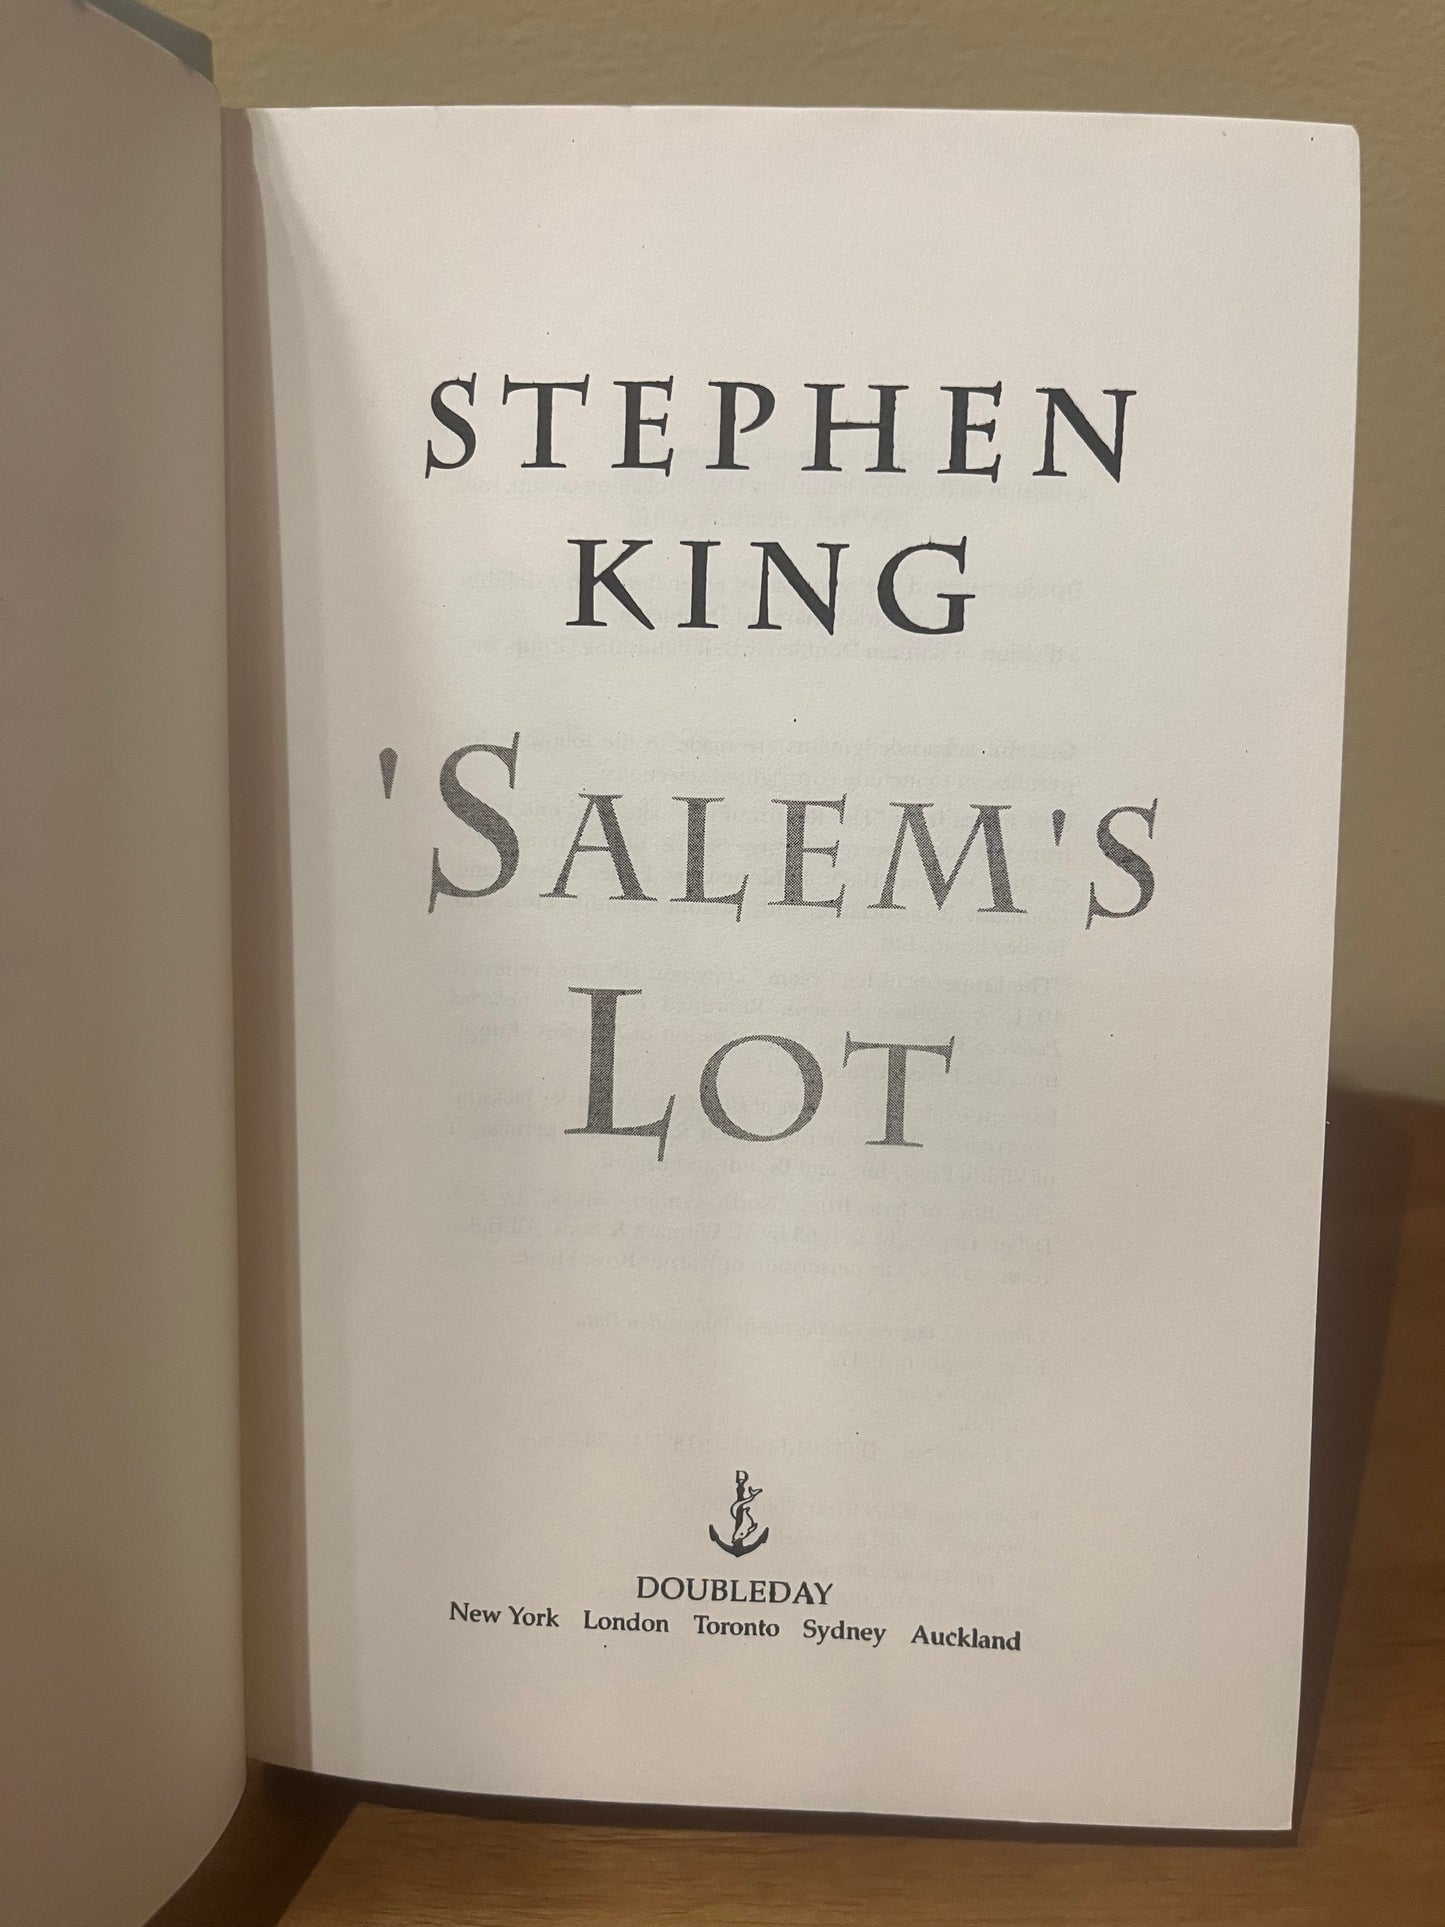 STEPHEN
KING
'SALEM'S
LOT
DOUBLEDAY
New York London Toronto Sydney Auckland